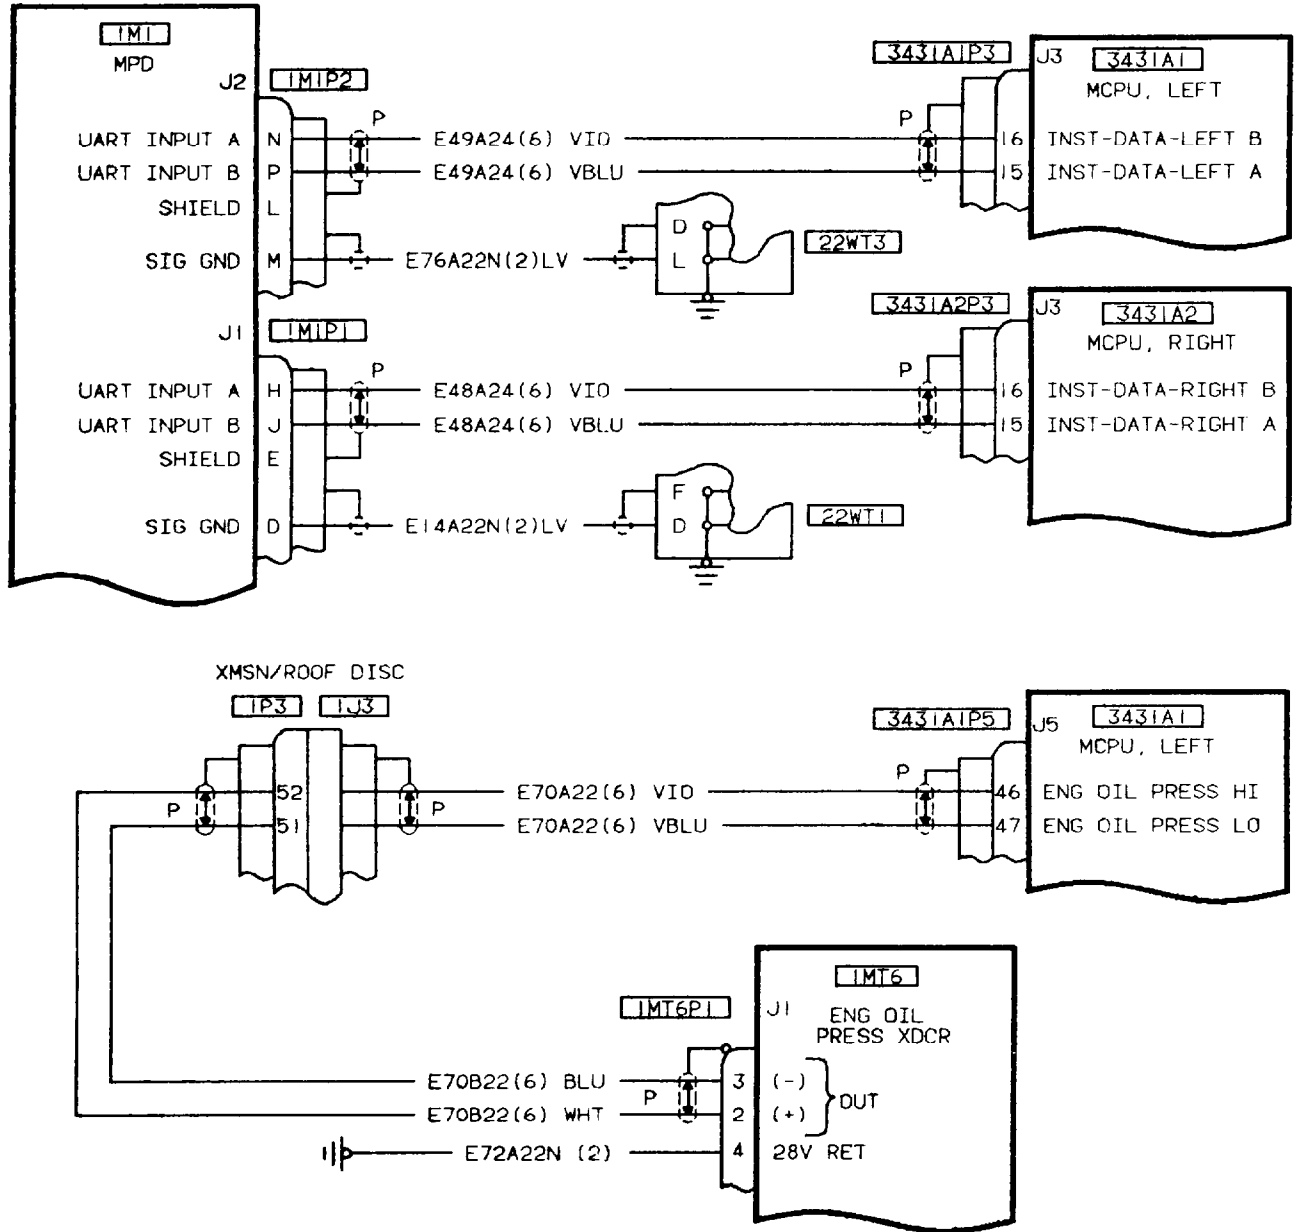 1M1
MPD
J2
1M1P2
UART INPUT A N
UART INPUT B P
SHIELD L
SIG GND M
P
E49A24(6) VIO
E49A24(6) VBLU
E76A22N(2)LV
D
L
22WT3
3431A1P3
P
J3
3431A1
MCPU, LEFT
16 INST-DATA-LEFT B
15 INST-DATA-LEFT A
J1
1M1P1
UART INPUT A H
UART INPUT B J
SHIELD E
SIG GND D
P
E48A24(6) VIO
E48A24(6) VBLU
E14A22N(2)LV
F
D
22WT1
3431A2P3
P
J3
3431A2
MCPU, RIGHT
16 INST-DATA-RIGHT B
15 INST-DATA-RIGHT A
XMSN/ROOF DISC
1P3 1J3
P
52
51
P
E70A22(6) VIO
E70A22(6) VBLU
3431A1P5
P
J5
3431A1
MCPU, LEFT
46 ENG OIL PRESS HI
47 ENG OIL PRESS LO
1MT6P1
J1
1MT6
ENG OIL
PRESS XDCR
E70B22(6) BLU
E70B22(6) WHT
P
3 (-)
2 (+)
OUT
E72A22N (2)
4 28V RET